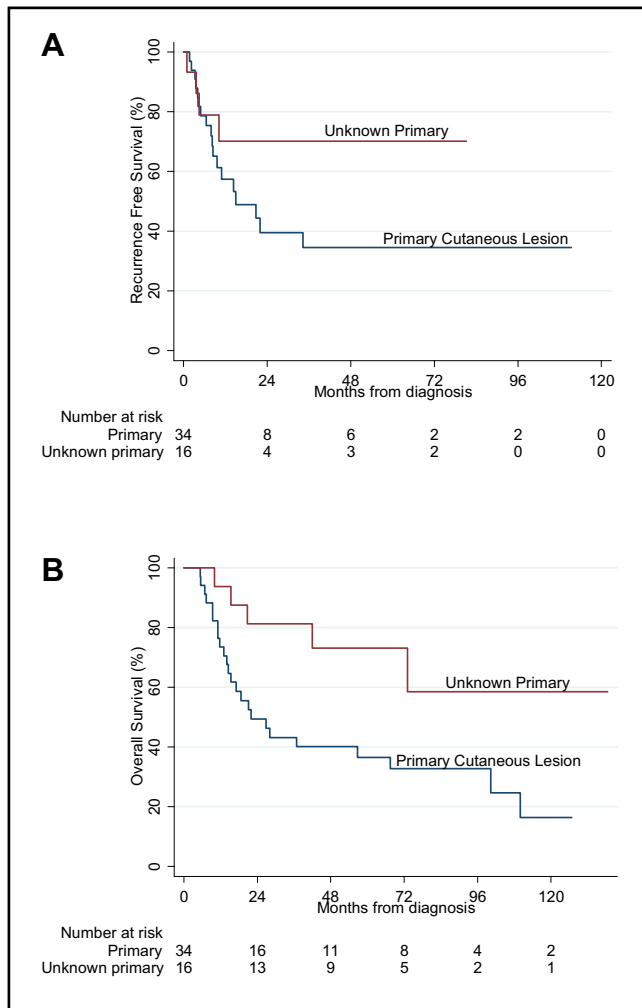 A
Recurrence Free Survival (%)
100
80
60
40
20
0
Unknown Primary
Primary Cutaneous Lesion
0 24 48 72 96 120
Months from diagnosis
Number at risk
Primary 34 8 6 2 2 0
Unknown primary 16 4 3 2 0 0
B
Overall Survival (%)
100
80
60
40
20
0
Unknown Primary
Primary Cutaneous Lesion
0 24 48 72 96 120
Months from diagnosis
Number at risk
Primary 34 16 11 8 4 2
Unknown primary 16 13 9 5 2 1